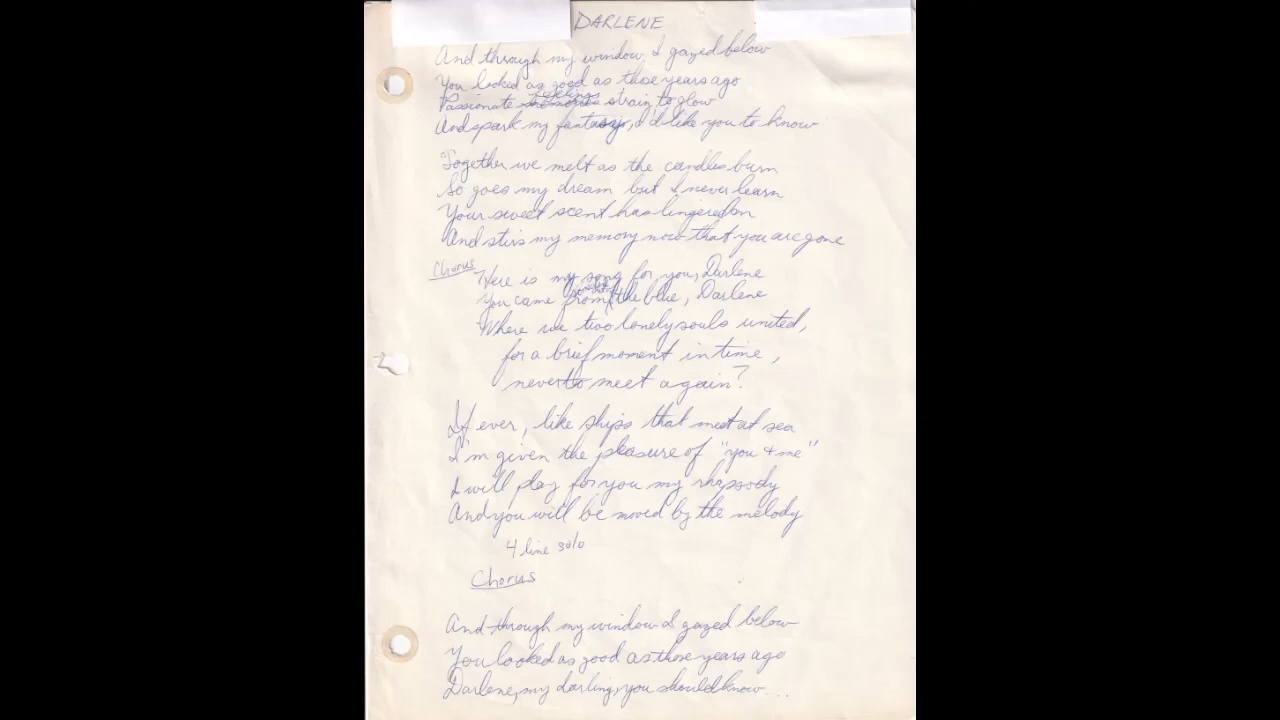 DARLENE
And through my window, I gazed below
You looked as good as those years ago
feelings
Passionate memories strain to glow
And spark my fantasy, I'd like you to know
Together we melt as the candles burn
So goes my dream but I never learn
Your sweet scent has lingered on
And stirs my memory now that you are gone
Chorus
Here is my song for you, Darlene
You came from the blue, Darlene
Where we two lonely souls united,
for a brief moment in time,
never to meet again?
If ever, like ships that meet at sea
I'm given the pleasure of "you & me"
I will play for you my rhapsody
And you will be moved by the melody
4 line solo
Chorus
And through my window I gazed below
You looked as good as those years ago
Darlene, my darling, you should know...